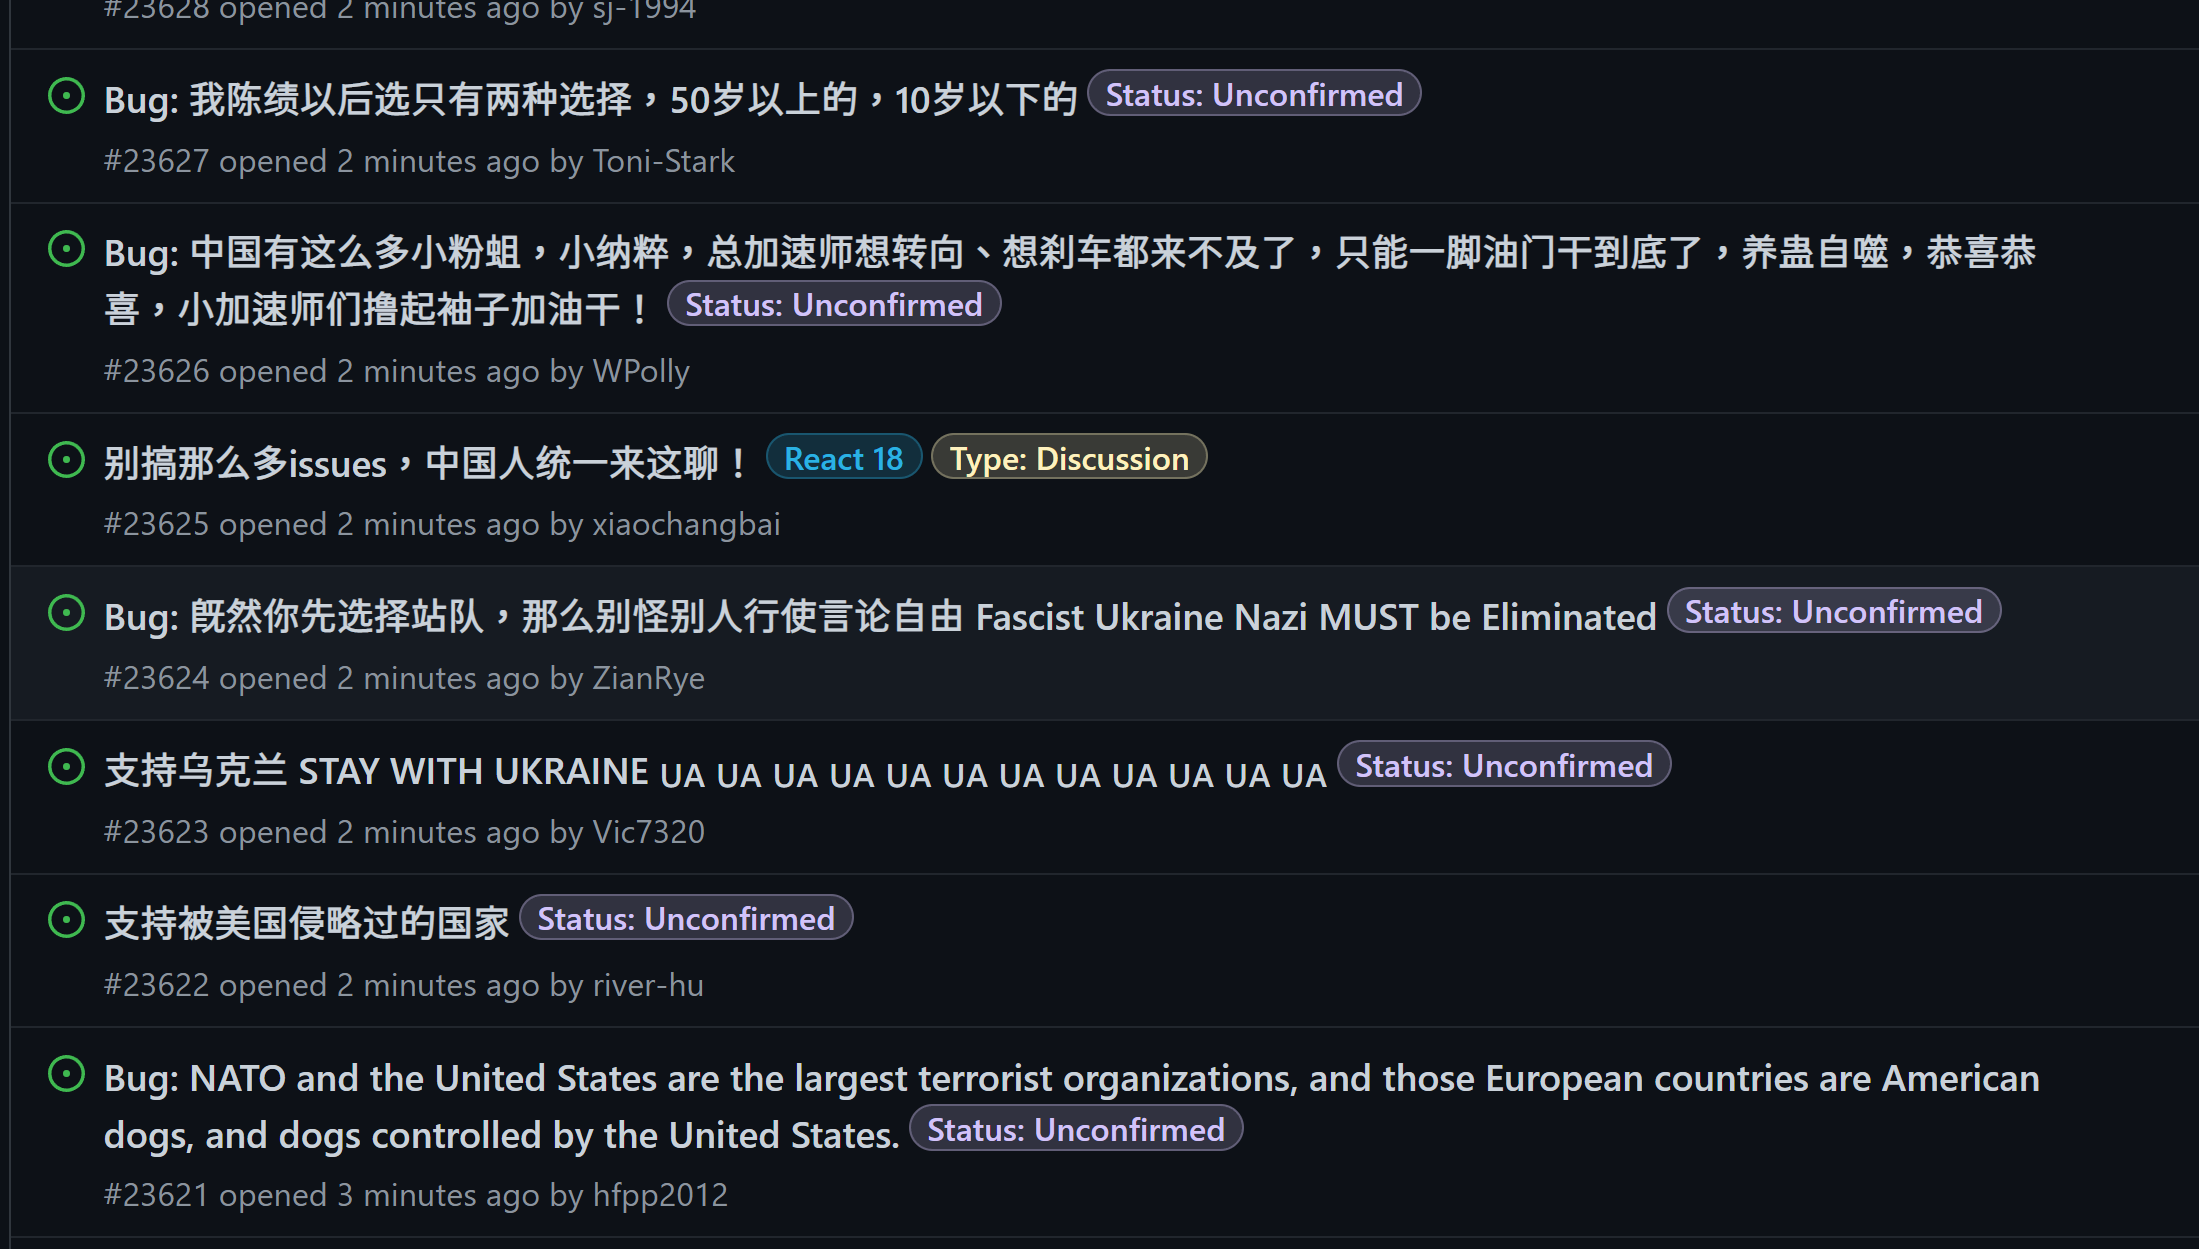 #23628 opened 2 minutes ago by sj-1994
Bug: 我陈绩以后选只有两种选择，50岁以上的，10岁以下的 Status: Unconfirmed
#23627 opened 2 minutes ago by Toni-Stark
Bug: 中国有这么多小粉蛆，小纳粹，总加速师想转向、想刹车都来不及了，只能一脚油门干到底了，养蛊自噬，恭喜恭
喜，小加速师们撸起袖子加油干！ Status: Unconfirmed
#23626 opened 2 minutes ago by WPolly
别搞那么多issues，中国人统一来这聊！ React 18 Type: Discussion
#23625 opened 2 minutes ago by xiaochangbai
Bug: 既然你先选择站队，那么别怪别人行使言论自由 Fascist Ukraine Nazi MUST be Eliminated Status: Unconfirmed
#23624 opened 2 minutes ago by ZianRye
支持乌克兰 STAY WITH UKRAINE UA UA UA UA UA UA UA UA UA UA UA UA Status: Unconfirmed
#23623 opened 2 minutes ago by Vic7320
支持被美国侵略过的国家 Status: Unconfirmed
#23622 opened 2 minutes ago by river-hu
Bug: NATO and the United States are the largest terrorist organizations, and those European countries are American
dogs, and dogs controlled by the United States. Status: Unconfirmed
#23621 opened 3 minutes ago by hfpp2012